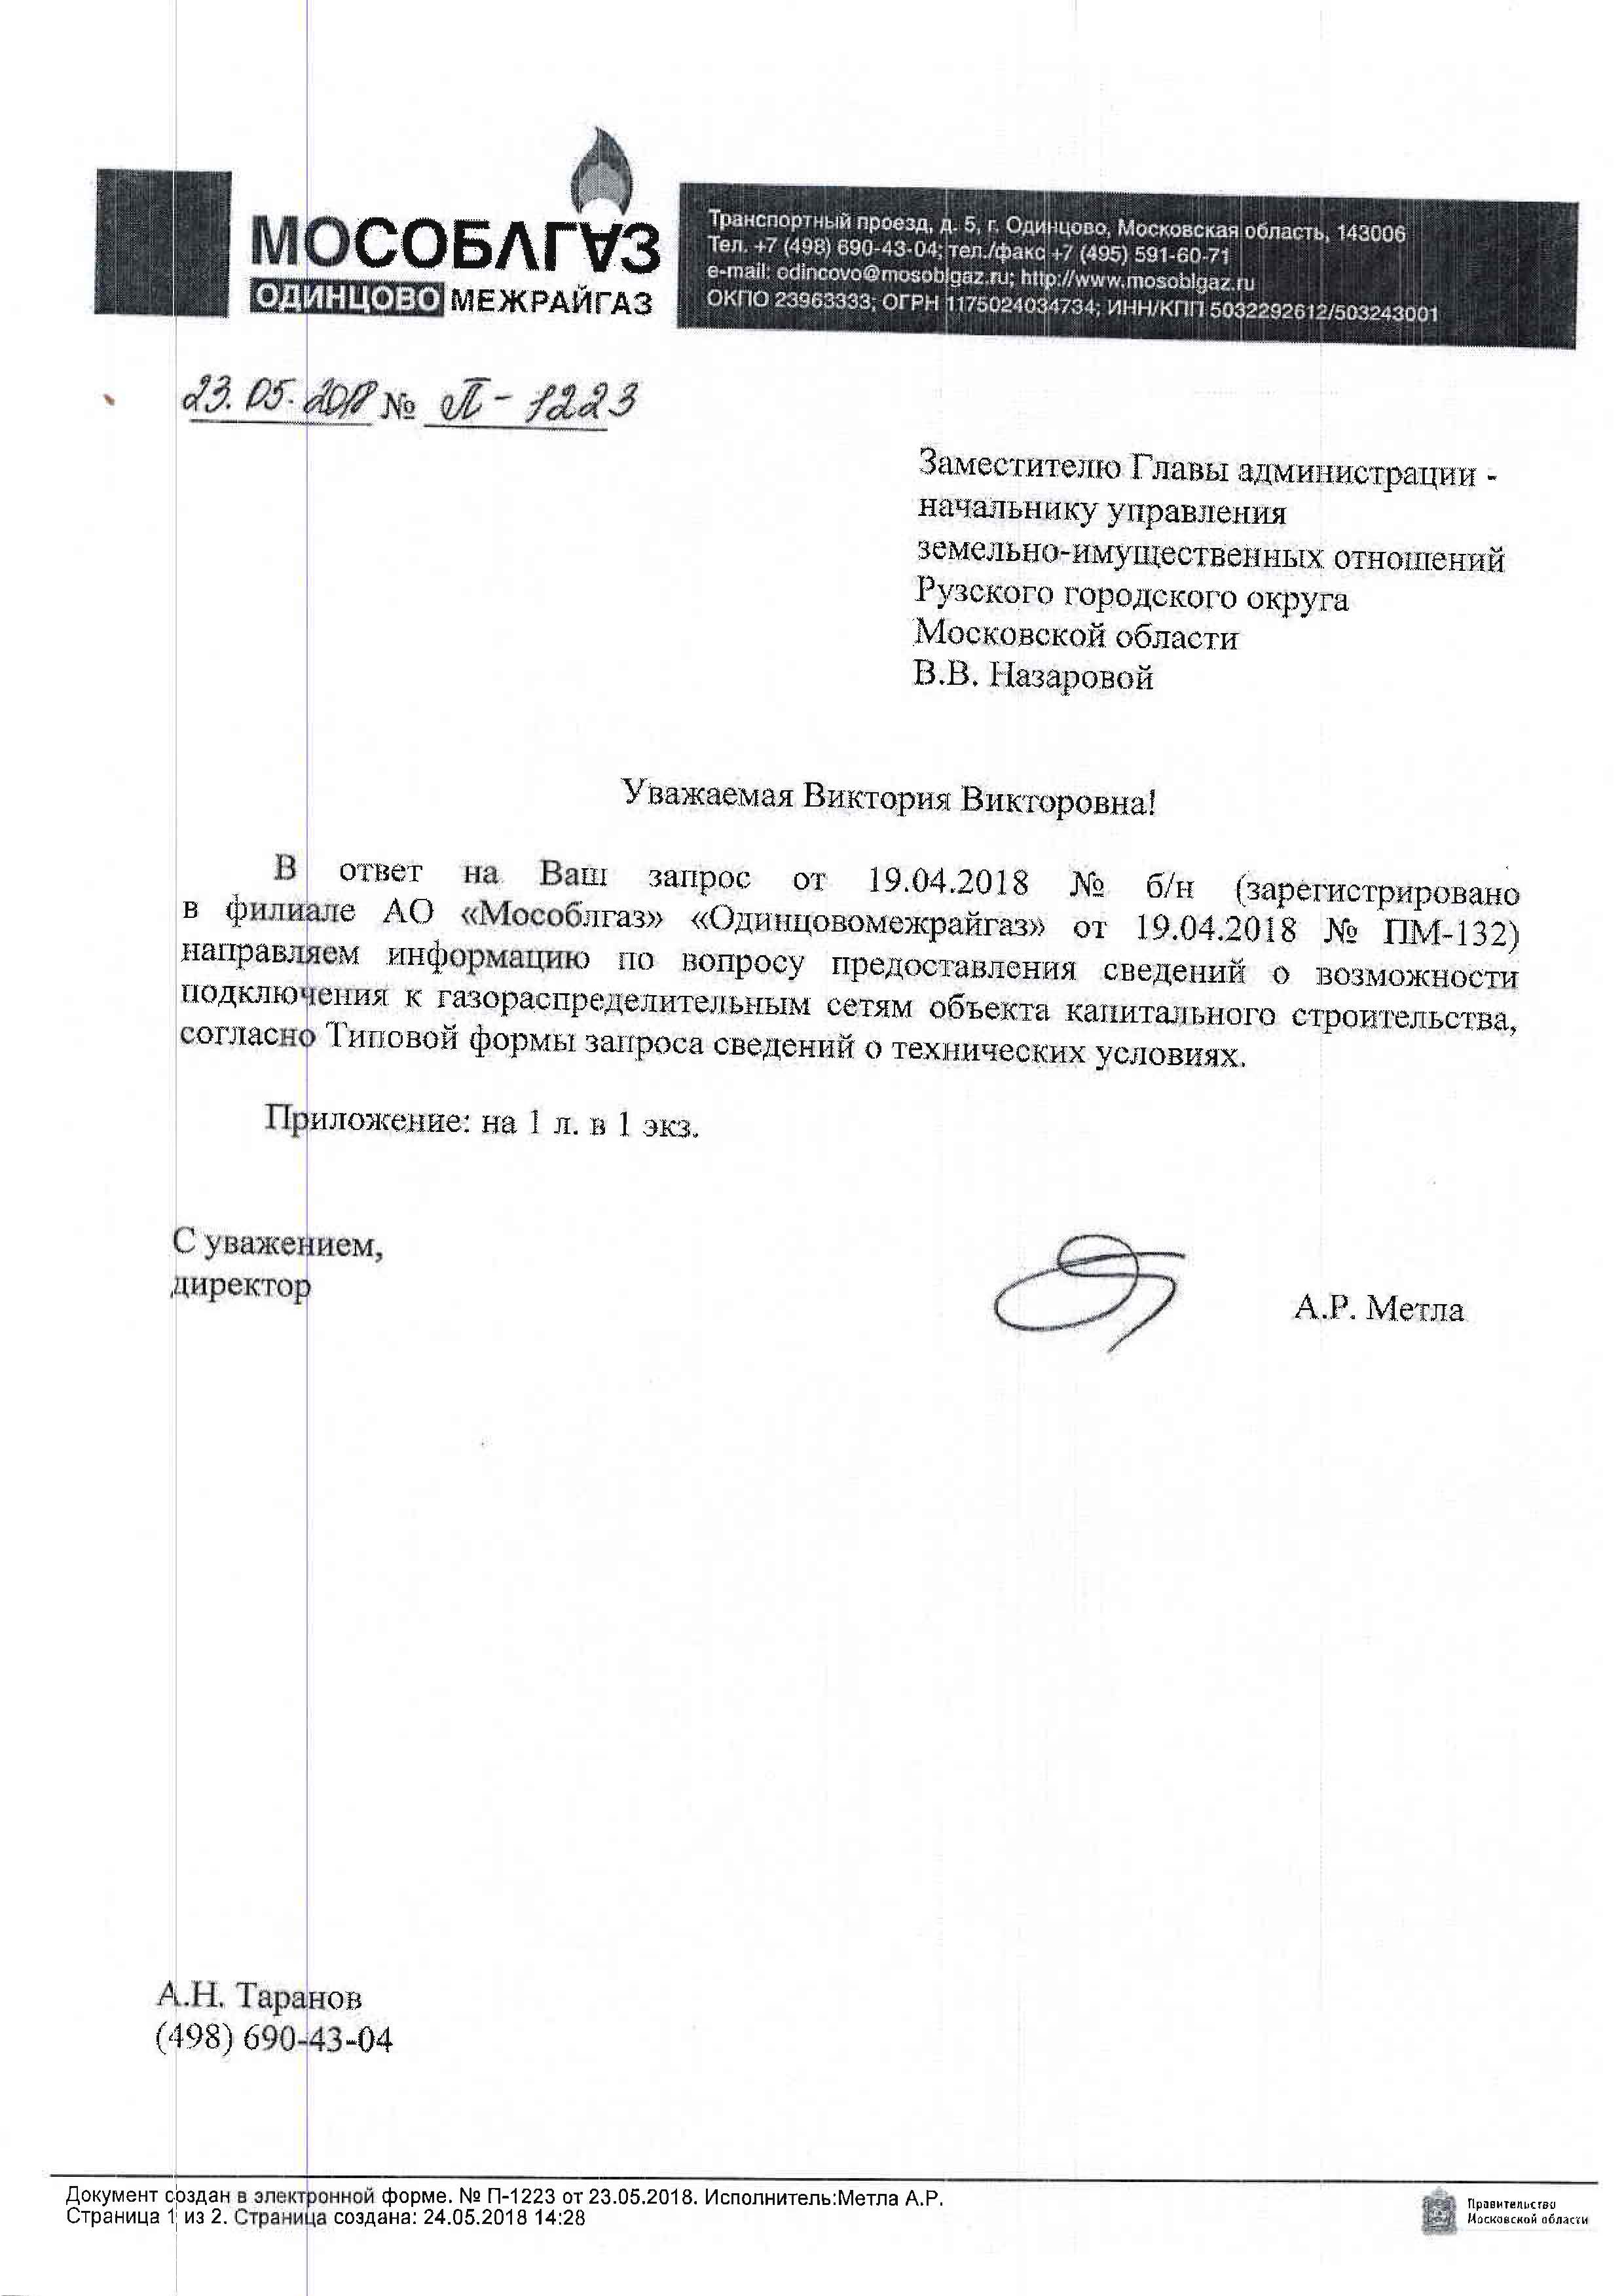 МОСОБЛГАЗ
ОДИНЦОВО МЕЖРАЙГАЗ
Транспортный проезд, д. 5, г. Одинцово, Московская область, 143006
Тел. +7 (498) 690-43-04; тел./факс +7 (495) 591-60-71
e-mail: odincovo@mosoblgaz.ru; http://www.mosoblgaz.ru
ОКПО 23963333; ОГРН 1175024034734; ИНН/КПП 5032292612/503243001
23.05.2018 № П-1223
Заместителю Главы администрации -
начальнику управления
земельно-имущественных отношений
Рузского городского округа
Московской области
В.В. Назаровой
Уважаемая Виктория Викторовна!
В ответ на Ваш запрос от 19.04.2018 № б/н (зарегистрировано
в филиале АО «Мособлгаз» «Одинцовомежрайгаз» от 19.04.2018 № ПМ-132)
направляем информацию по вопросу предоставления сведений о возможности
подключения к газораспределительным сетям объекта капитального строительства,
согласно Типовой формы запроса сведений о технических условиях.
Приложение: на 1 л. в 1 экз.
С уважением,
директор
А.Р. Метла
А.Н. Таранов
(498) 690-43-04
Документ создан в электронной форме. № П-1223 от 23.05.2018. Исполнитель:Метла А.Р.
Страница 1 из 2. Страница создана: 24.05.2018 14:28
Правительство
Московской области